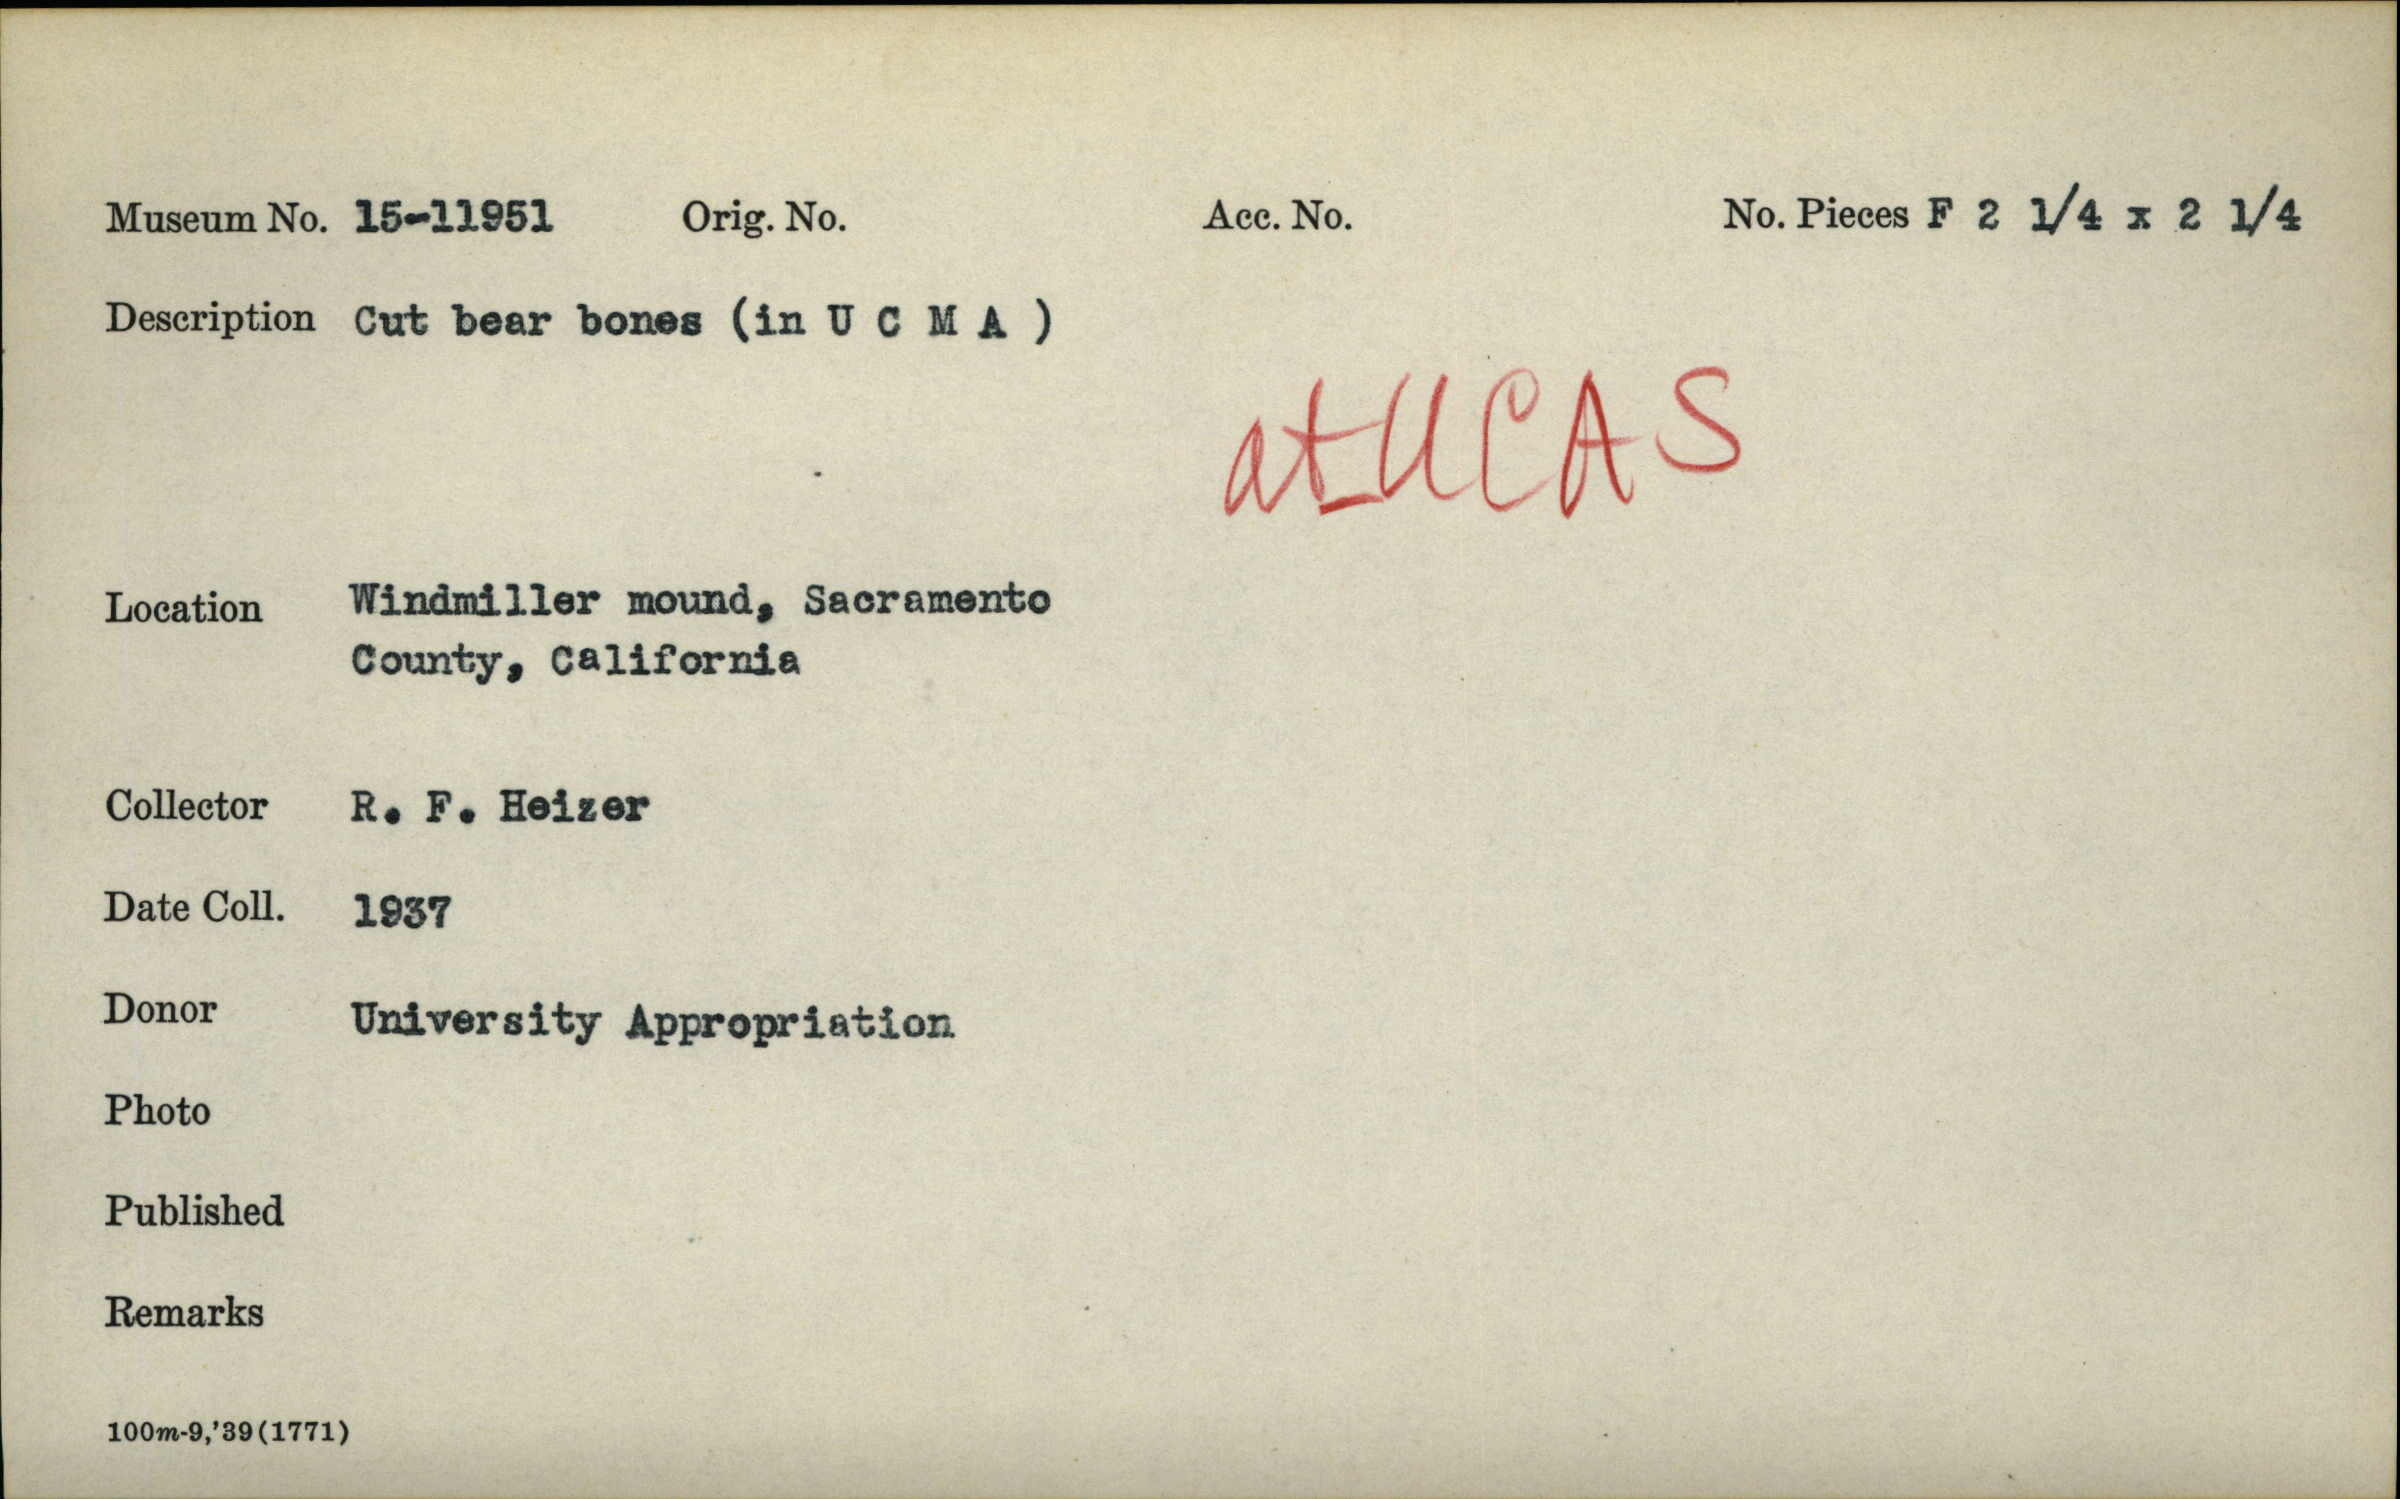 Museum No. 15-11951 Orig. No. Acc. No. No. Pieces F 2 1/4 x 2 1/4
Description Cut bear bones (in U C M A )
at UCAS
Location Windmiller mound, Sacramento
County, California
Collector R. F. Heizer
Date Coll. 1937
Donor University Appropriation
Photo
Published
Remarks
100m-9,'39(1771)